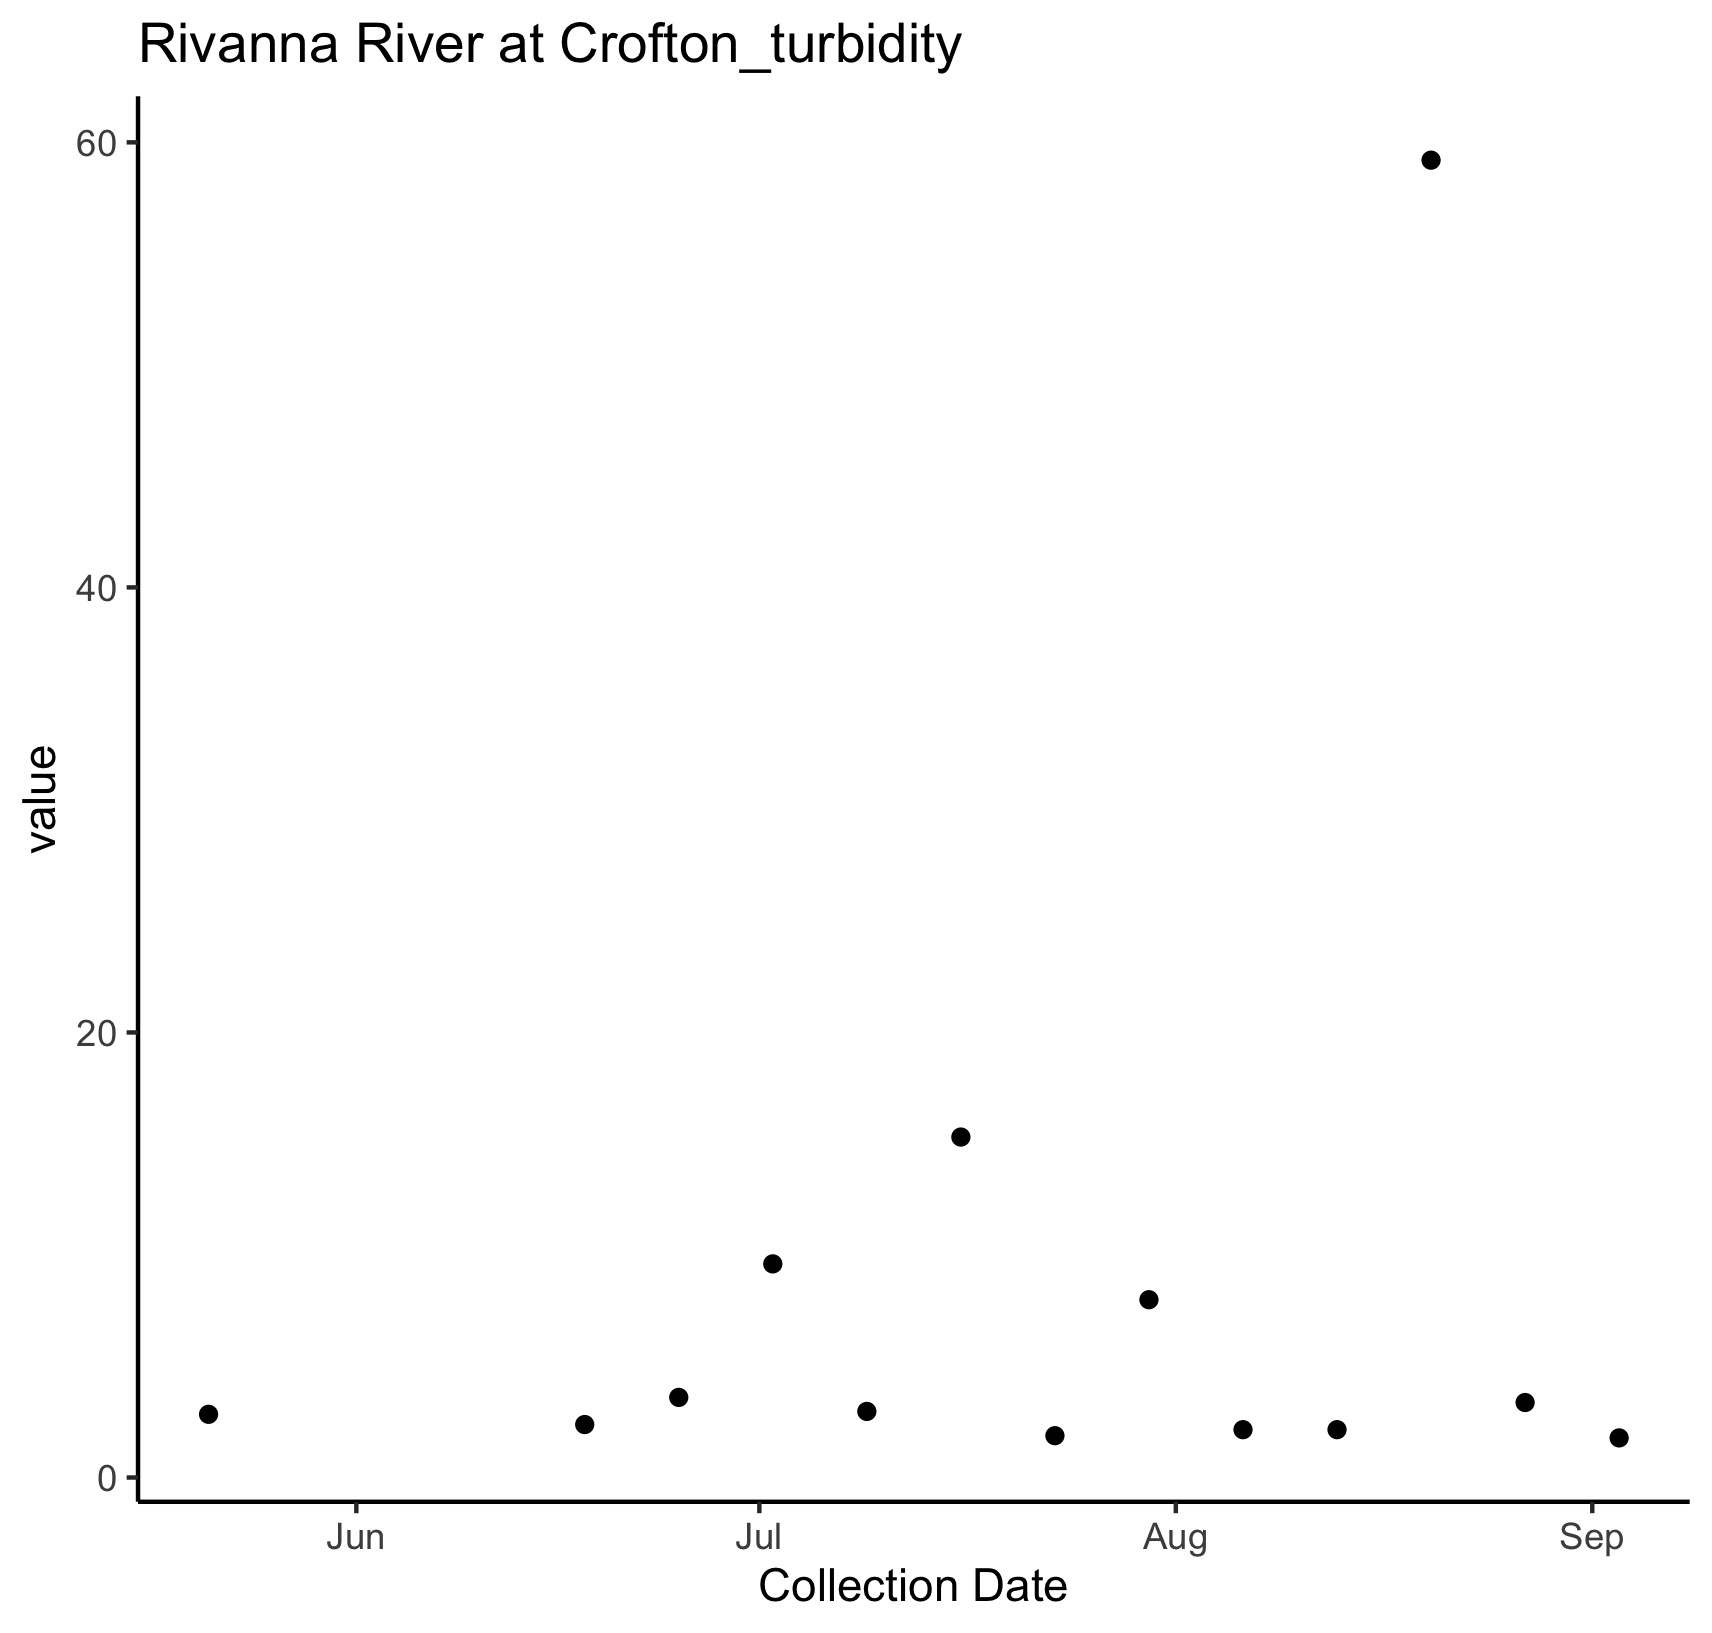 Rivanna River at Crofton_turbidity
60
40
20
0
value
Jun Jul Aug Sep
Collection Date